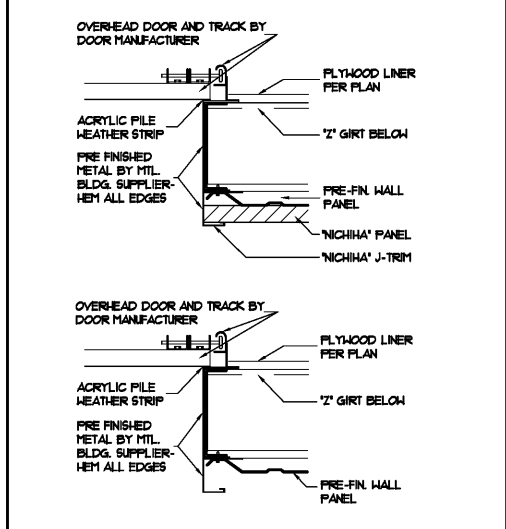 OVERHEAD DOOR AND TRACK BY
DOOR MANUFACTURER
PLYWOOD LINER
PER PLAN
ACRYLIC PILE
WEATHER STRIP
"Z" GIRT BELOW
PRE FINISHED
METAL BY MTL.
BLDG. SUPPLIER-
HEM ALL EDGES
PRE-FIN. WALL
PANEL
"NICHIHA" PANEL
"NICHIHA" J-TRIM
OVERHEAD DOOR AND TRACK BY
DOOR MANUFACTURER
PLYWOOD LINER
PER PLAN
ACRYLIC PILE
WEATHER STRIP
"Z" GIRT BELOW
PRE FINISHED
METAL BY MTL.
BLDG. SUPPLIER-
HEM ALL EDGES
PRE-FIN. WALL
PANEL